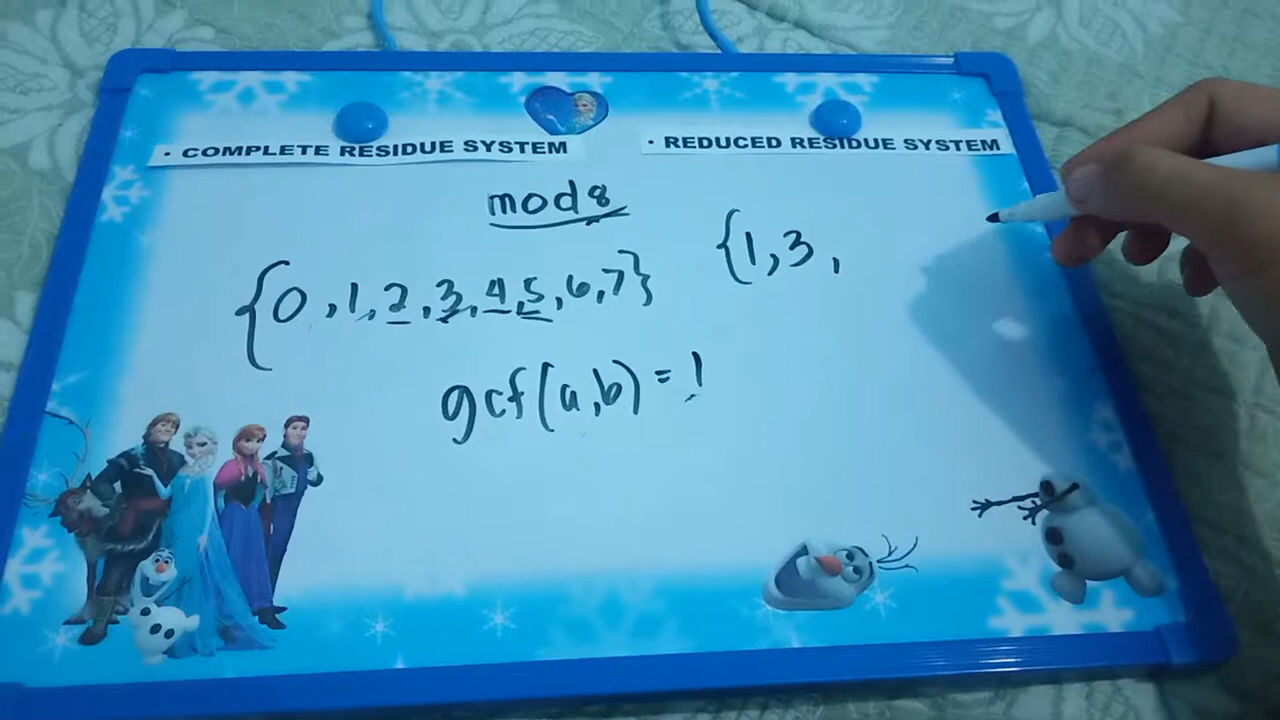 • COMPLETE RESIDUE SYSTEM
• REDUCED RESIDUE SYSTEM
mod 8
{0,1,2,3,4,5,6,7}
{1,3,
gcf(a,b)=1